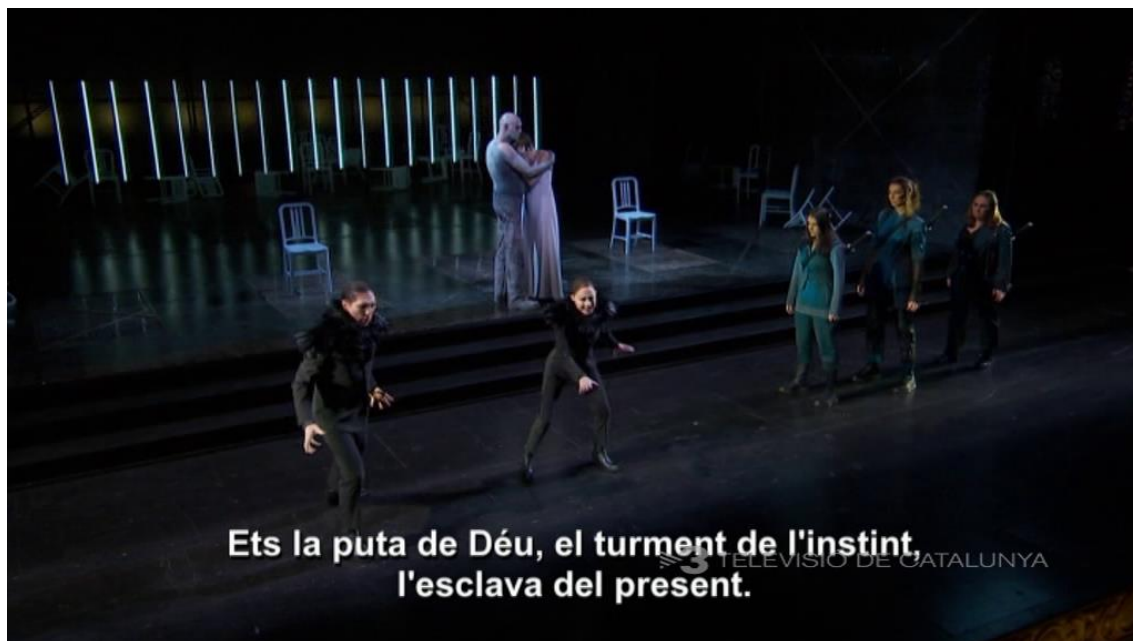 Ets la puta de Déu, el turment de l'instint,
3 TELEVISIÓ DE CATALUNYA
l'esclava del present.